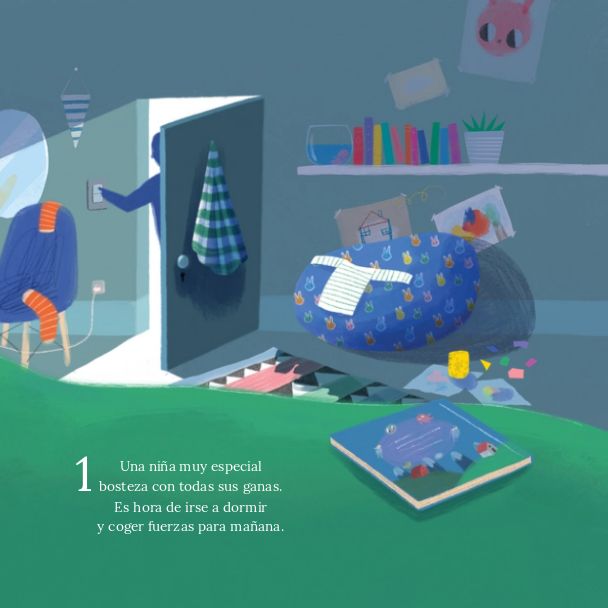 1 Una niña muy especial
bosteza con todas sus ganas.
Es hora de irse a dormir
y coger fuerzas para mañana.